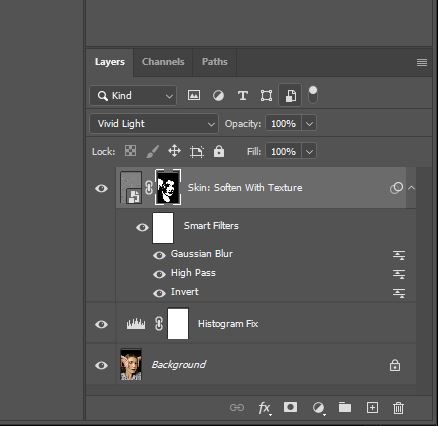 Layers Channels Paths
Kind
Vivid Light Opacity: 100%
Lock: Fill: 100%
Skin: Soften With Texture
Smart Filters
Gaussian Blur
High Pass
Invert
Histogram Fix
Background
fx